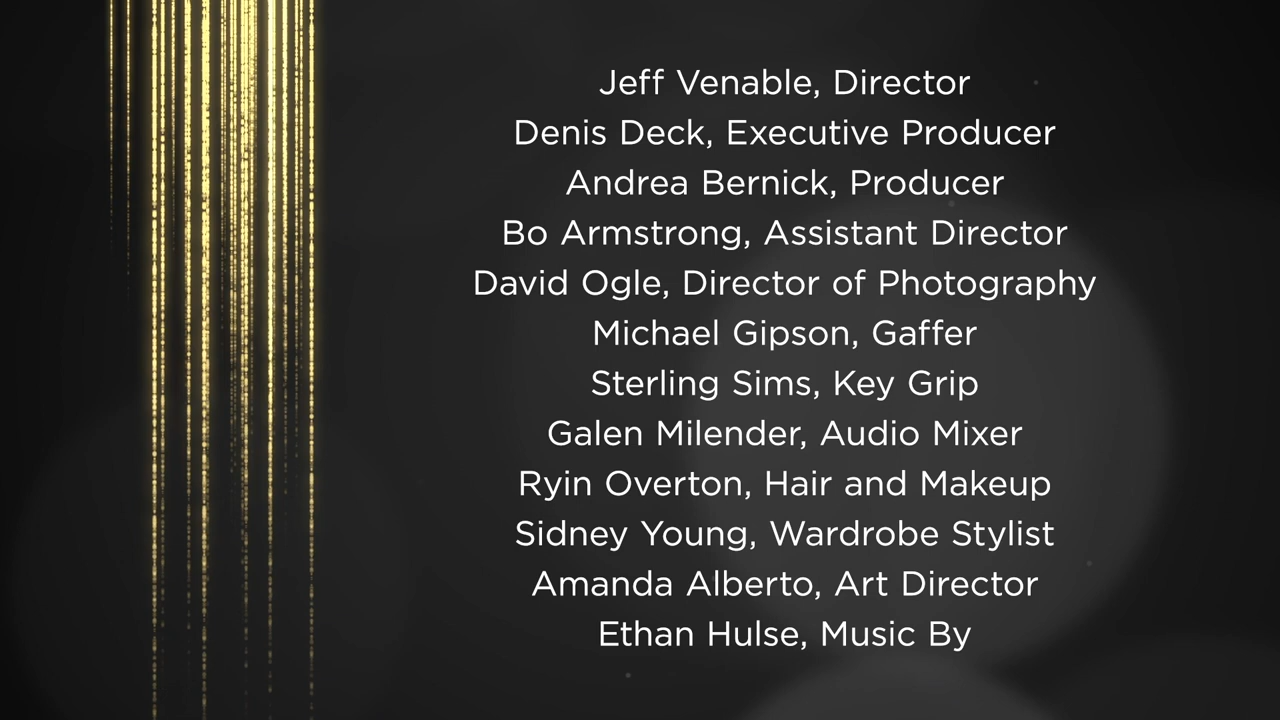 Jeff Venable, Director
Denis Deck, Executive Producer
Andrea Bernick, Producer
Bo Armstrong, Assistant Director
David Ogle, Director of Photography
Michael Gipson, Gaffer
Sterling Sims, Key Grip
Galen Milender, Audio Mixer
Ryin Overton, Hair and Makeup
Sidney Young, Wardrobe Stylist
Amanda Alberto, Art Director
Ethan Hulse, Music By